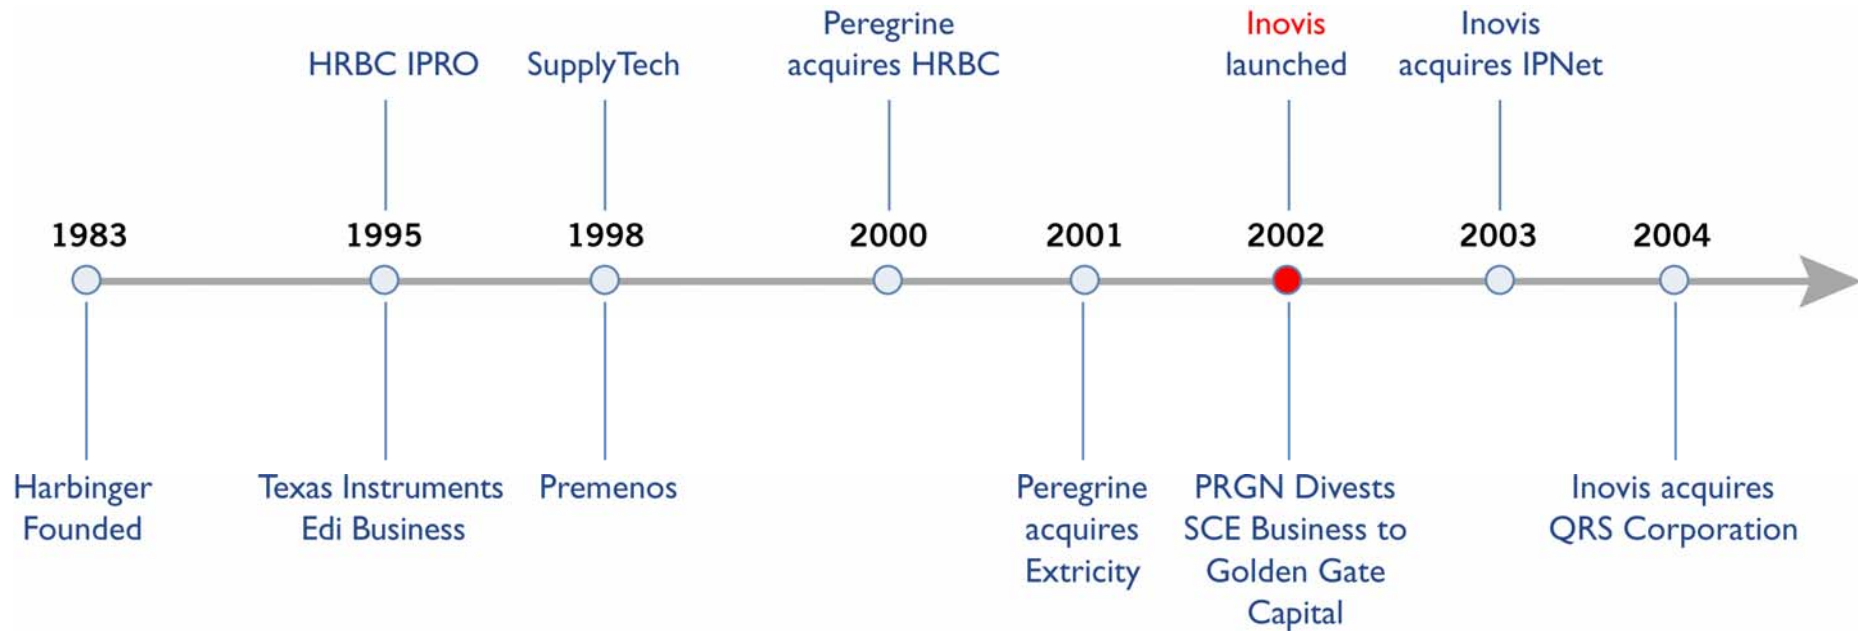 Peregrine
acquires HRBC
Inovis
launched
Inovis
acquires IPNet
HRBC IPRO
SupplyTech
1983
1995
1998
2000
2001
2002
2003
2004
Harbinger
Founded
Texas Instruments
Edi Business
Premenos
Peregrine
acquires
Extricity
PRGN Divests
SCE Business to
Golden Gate
Capital
Inovis acquires
QRS Corporation